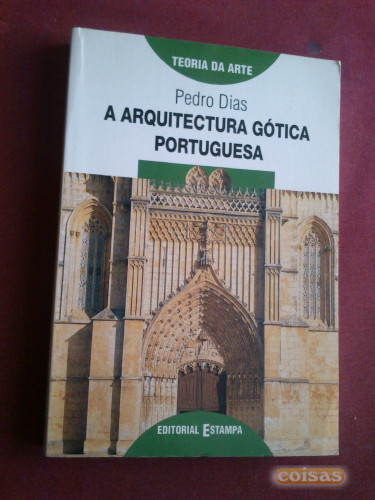 TEORIA DA ARTE
Pedro Dias
A ARQUITECTURA GÓTICA
PORTUGUESA
EDITORIAL ESTAMPA
coisas